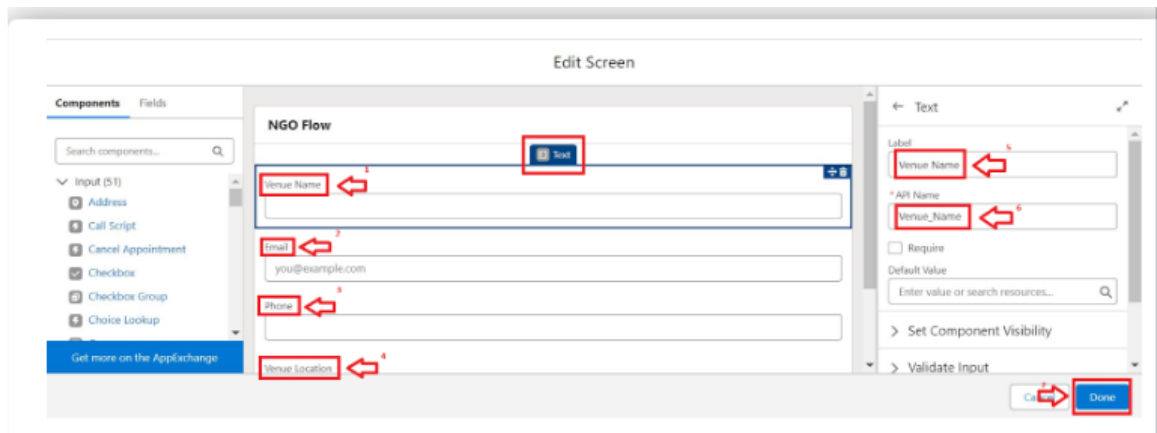 Edit Screen
Components Fields
Search components...
Input (51)
Address
Call Script
Cancel Appointment
Checkbox
Checkbox Group
Choice Lookup
Get more on the AppExchange
NGO Flow
Text
Venue Name 1
Email 2
you@example.com
Phone 3
Venue Location 4
Text
Label
Venue Name 5
*API Name
Venue_Name 6
Require
Default Value
Enter value or search resources...
Set Component Visibility
Validate Input
7
Done